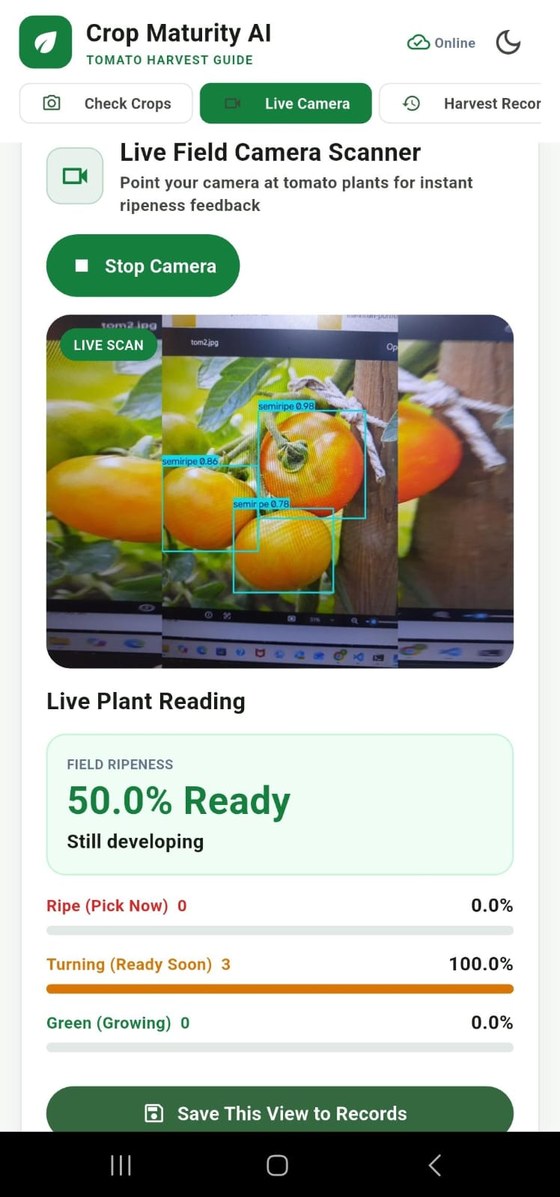 Crop Maturity AI
TOMATO HARVEST GUIDE
Online
Check Crops
Live Camera
Harvest Recor
Live Field Camera Scanner
Point your camera at tomato plants for instant
ripeness feedback
Stop Camera
tom2.jpg
LIVE SCAN
tom2.jpg
Op
semiripe 0.98
semiripe 0.86
semiripe 0.78
Live Plant Reading
FIELD RIPENESS
50.0% Ready
Still developing
Ripe (Pick Now) 0
0.0%
Turning (Ready Soon) 3
100.0%
Green (Growing) 0
0.0%
Save This View to Records